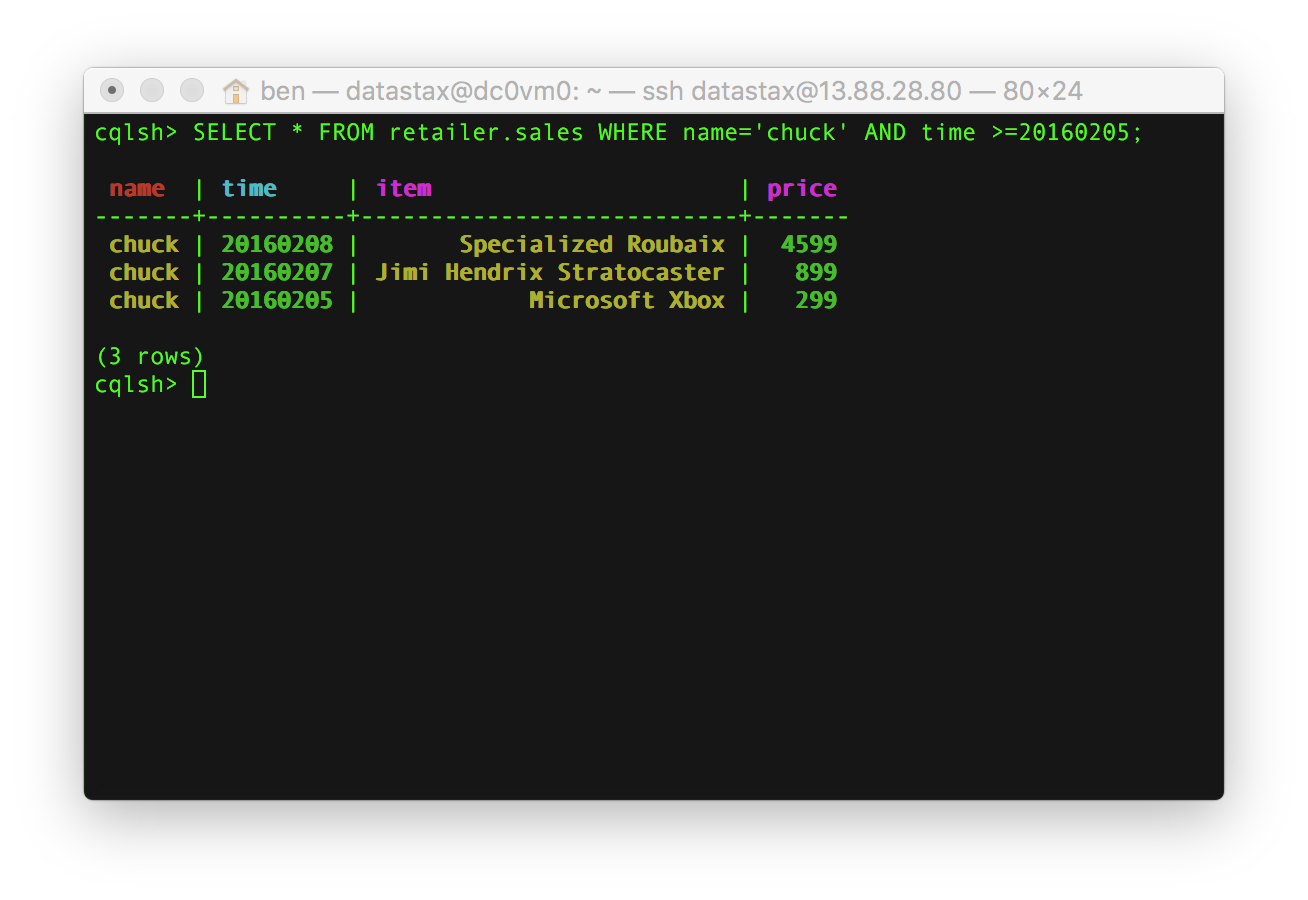 ben — datastax@dc0vm0: ~ — ssh datastax@13.88.28.80 — 80×24
cqlsh> SELECT * FROM retailer.sales WHERE name='chuck' AND time >=20160205;
 name  | time     | item                      | price
-------+----------+---------------------------+-------
 chuck | 20160208 |       Specialized Roubaix |  4599
 chuck | 20160207 | Jimi Hendrix Stratocaster |   899
 chuck | 20160205 |            Microsoft Xbox |   299
(3 rows)
cqlsh>